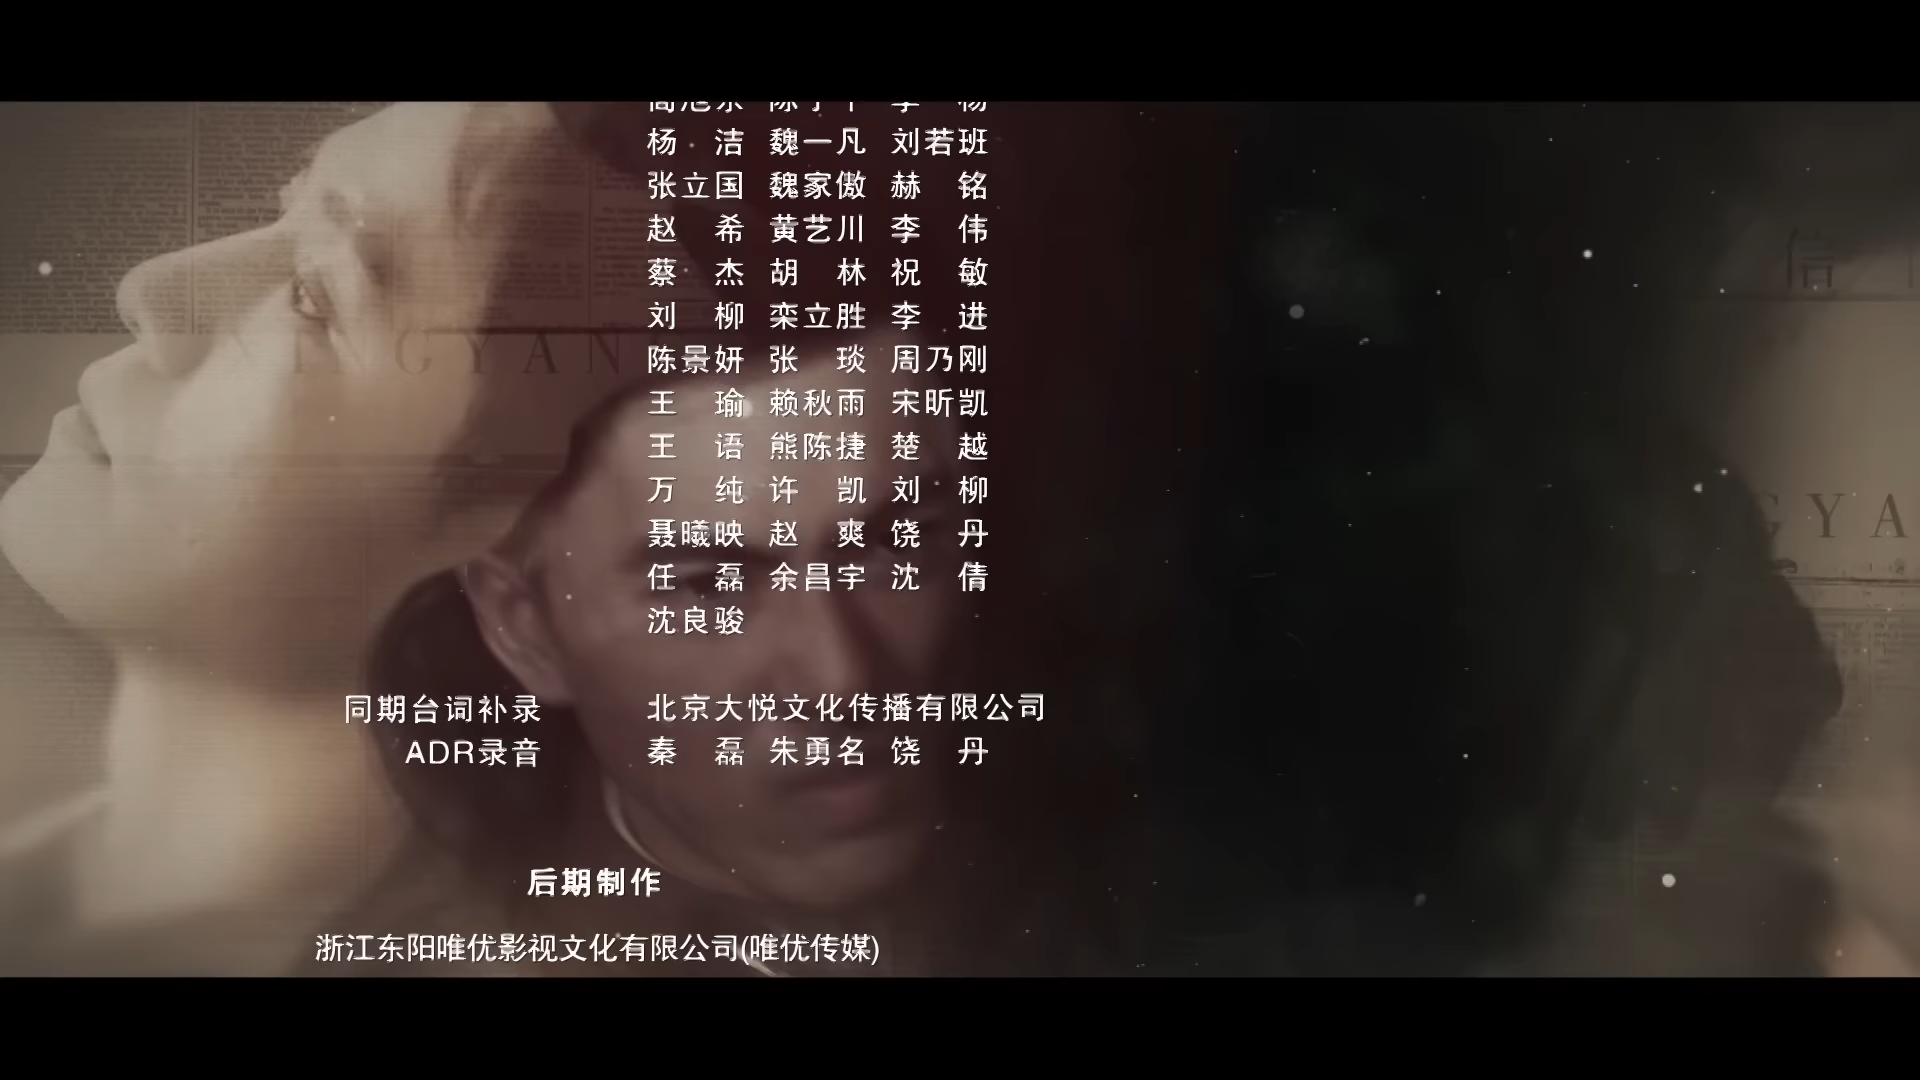 杨　洁 魏一凡 刘若班
张立国 魏家傲 赫　铭
赵　希 黄艺川 李　伟
蔡　杰 胡　林 祝　敏
刘　柳 栾立胜 李　进
陈景妍 张　琰 周乃刚
王　瑜 赖秋雨 宋昕凯
王　语 熊陈捷 楚　越
万　纯 许　凯 刘　柳
聂曦映 赵　爽 饶　丹
任　磊 余昌宇 沈　倩
沈良骏
同期台词补录 北京大悦文化传播有限公司
ADR录音 秦　磊 朱勇名 饶　丹
后期制作
浙江东阳唯优影视文化有限公司(唯优传媒)
INGYAN
信
GYA